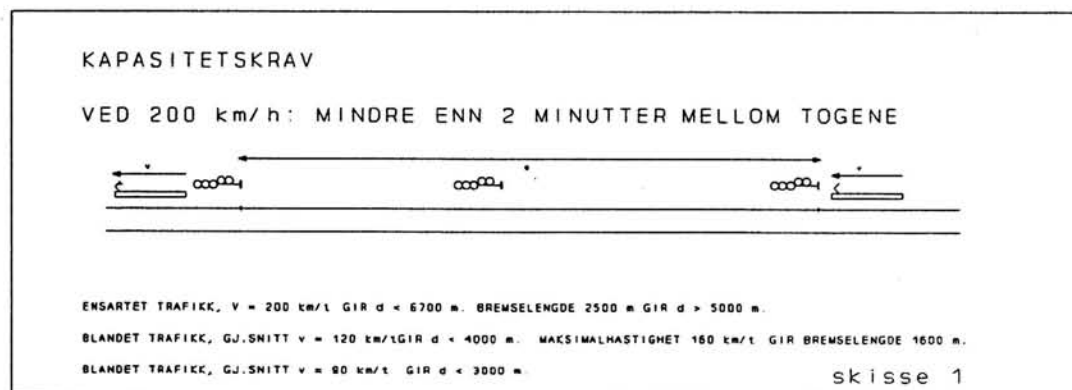 KAPASITETSKRAV
VED 200 km/h: MINDRE ENN 2 MINUTTER MELLOM TOGENE
v v
ENSARTET TRAFIKK, V = 200 km/t GIR d < 6700 m. BREMSELENGDE 2500 m GIR d > 5000 m.
BLANDET TRAFIKK, GJ.SNITT v = 120 km/tGIR d < 4000 m. MAKSIMALHASTIGHET 160 km/t GIR BREMSELENGDE 1600 m.
BLANDET TRAFIKK, GJ.SNITT v = 90 km/t GIR d < 3000 m.
skisse 1